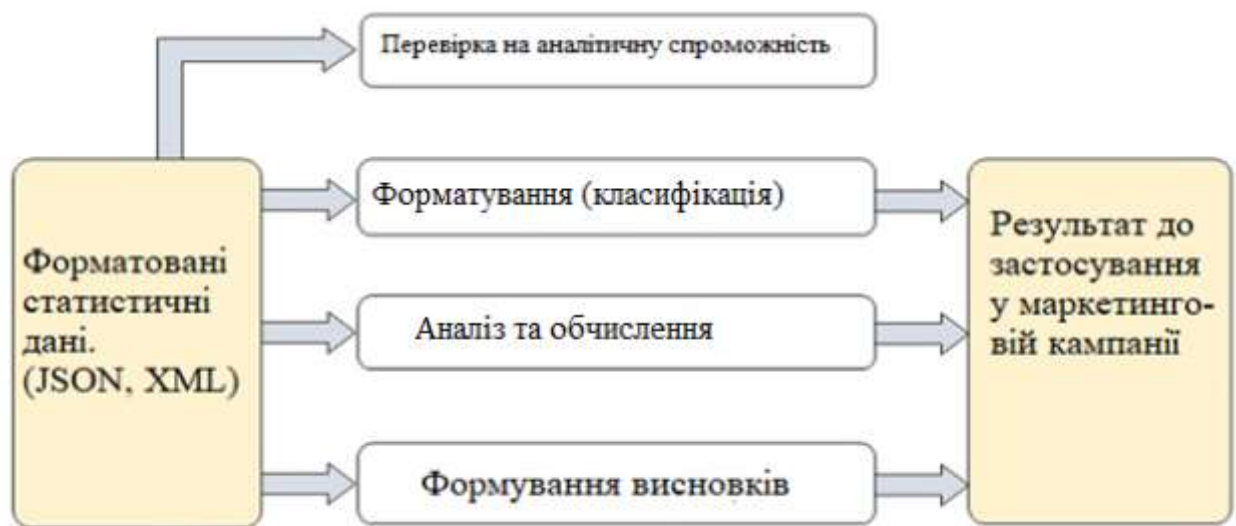 Перевірка на аналітичну спроможність
Форматовані
статистичні
дані.
(JSON, XML)
Форматування (класифікація)
Аналіз та обчислення
Формування висновків
Результат до
застосування
у маркетинго-
вій кампанії